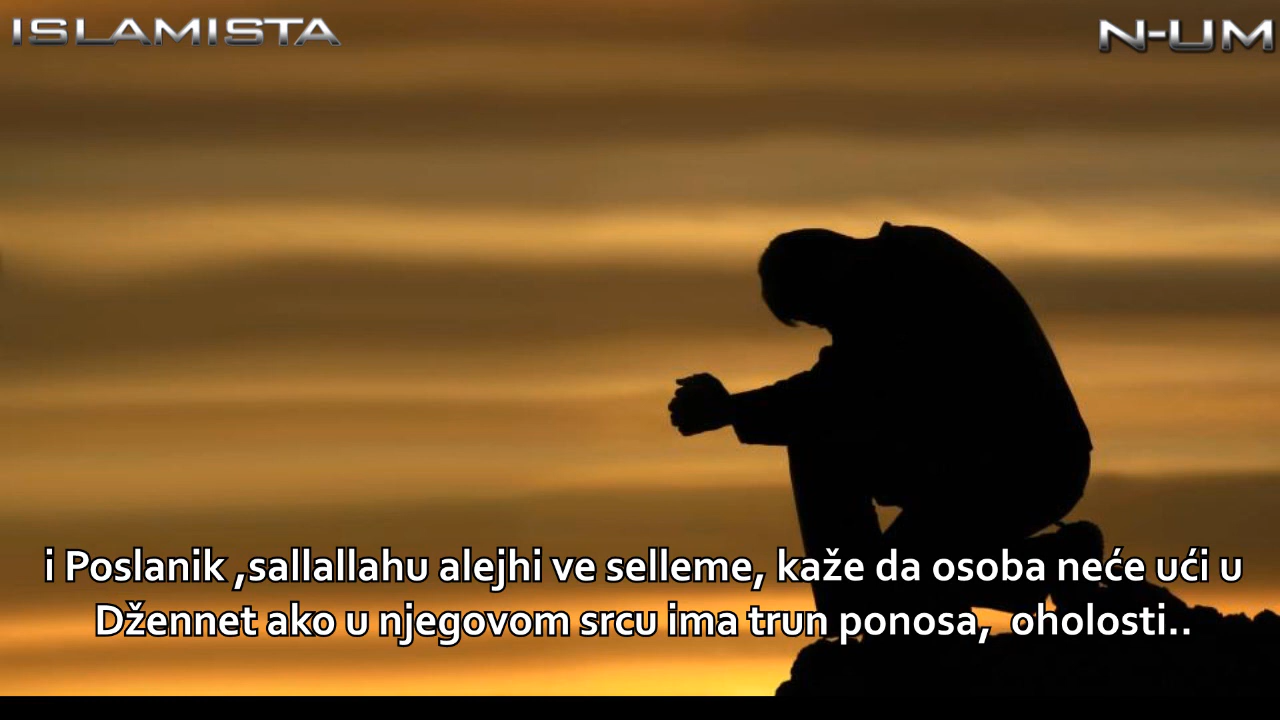 ISLAMISTA
N-UM
i Poslanik ,sallallahu alejhi ve selleme, kaže da osoba neće ući u
Džennet ako u njegovom srcu ima trun ponosa,  oholosti..